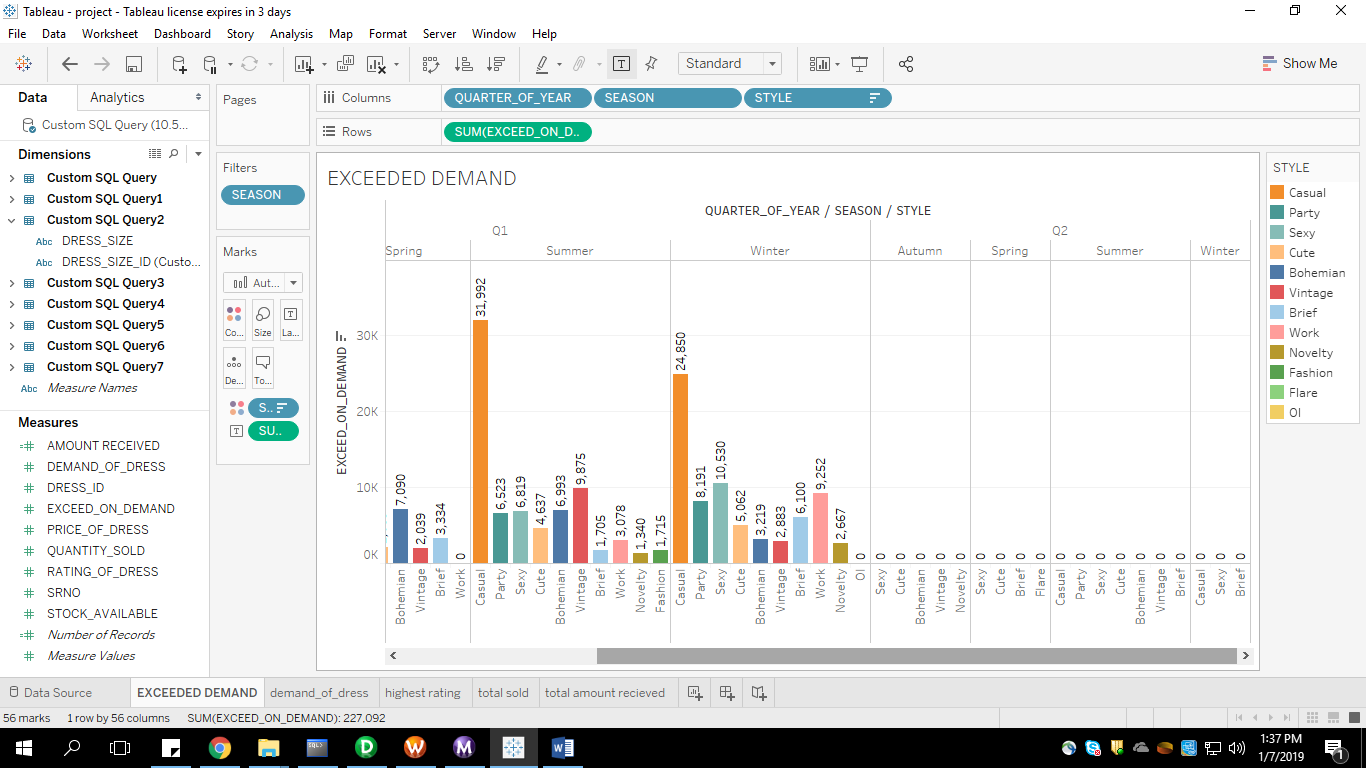 Tableau - project - Tableau license expires in 3 days
File Data Worksheet Dashboard Story Analysis Map Format Server Window Help
Standard
Show Me
Data Analytics
Custom SQL Query (10.5...
Dimensions
Custom SQL Query
Custom SQL Query1
Custom SQL Query2
Abc DRESS_SIZE
Abc DRESS_SIZE_ID (Custo...
Custom SQL Query3
Custom SQL Query4
Custom SQL Query5
Custom SQL Query6
Custom SQL Query7
Abc Measure Names
Measures
AMOUNT RECEIVED
DEMAND_OF_DRESS
DRESS_ID
EXCEED_ON_DEMAND
PRICE_OF_DRESS
QUANTITY_SOLD
RATING_OF_DRESS
SRNO
STOCK_AVAILABLE
Number of Records
Measure Values
Pages
Filters
SEASON
Marks
Aut...
Co... Size La...
De... To...
S..
SU..
Columns QUARTER_OF_YEAR SEASON STYLE
Rows SUM(EXCEED_ON_D..
EXCEEDED DEMAND
QUARTER_OF_YEAR / SEASON / STYLE
Q1 Q2
Spring Summer Winter Autumn Spring Summer Winter
EXCEED_ON_DEMAND
30K
20K
10K
0K
7,090 2,039 3,334 0 31,992 6,523 6,819 4,637 6,993 9,875 1,705 3,078 1,340 1,715 24,850 8,191 10,530 5,062 3,219 2,883 6,100 9,252 2,667 0 0 0 0 0 0 0 0 0 0 0 0 0 0 0 0 0 0 0 0
Bohemian Vintage Brief Work Casual Party Sexy Cute Bohemian Vintage Brief Work Novelty Fashion Casual Party Sexy Cute Bohemian Vintage Brief Work Novelty OI Sexy Cute Bohemian Vintage Novelty Sexy Cute Brief Flare Casual Party Sexy Cute Bohemian Vintage Brief Casual Sexy Brief
STYLE
Casual
Party
Sexy
Cute
Bohemian
Vintage
Brief
Work
Novelty
Fashion
Flare
OI
Data Source EXCEEDED DEMAND demand_of_dress highest rating total sold total amount recieved
56 marks 1 row by 56 columns SUM(EXCEED_ON_DEMAND): 227,092
1:37 PM
1/7/2019
1